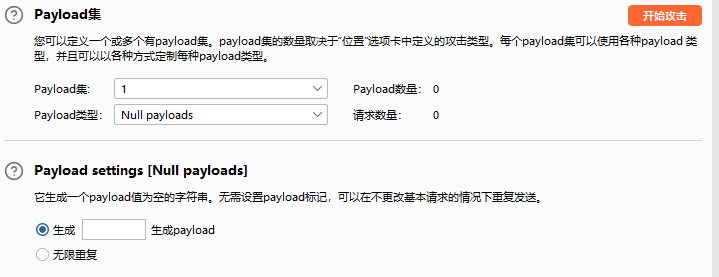 Payload集
开始攻击
您可以定义一个或多个有payload集。payload集的数量取决于“位置”选项卡中定义的攻击类型。每个payload集可以使用各种payload 类
型，并且可以以各种方式定制每种payload类型。
Payload集: 1 Payload数量: 0
Payload类型: Null payloads 请求数量: 0
Payload settings [Null payloads]
它生成一个payload值为空的字符串。无需设置payload标记，可以在不更改基本请求的情况下重复发送。
生成 生成payload
无限重复